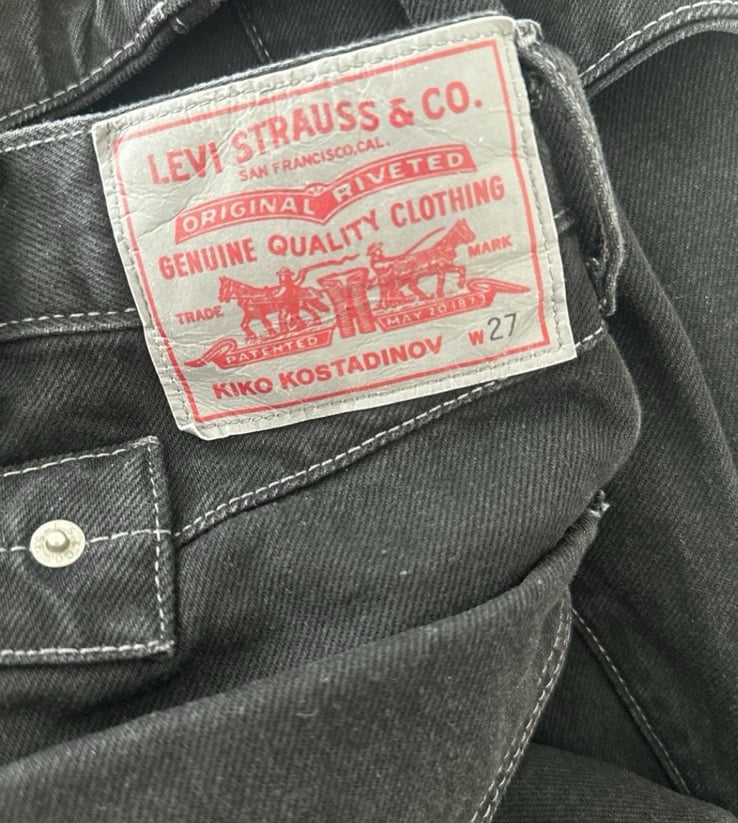 LEVI STRAUSS & CO.
SAN FRANCISCO, CAL.
ORIGINAL RIVETED
GENUINE QUALITY CLOTHING
TRADE MARK
PATENTED MAY 20 1873
KIKO KOSTADINOV W 27